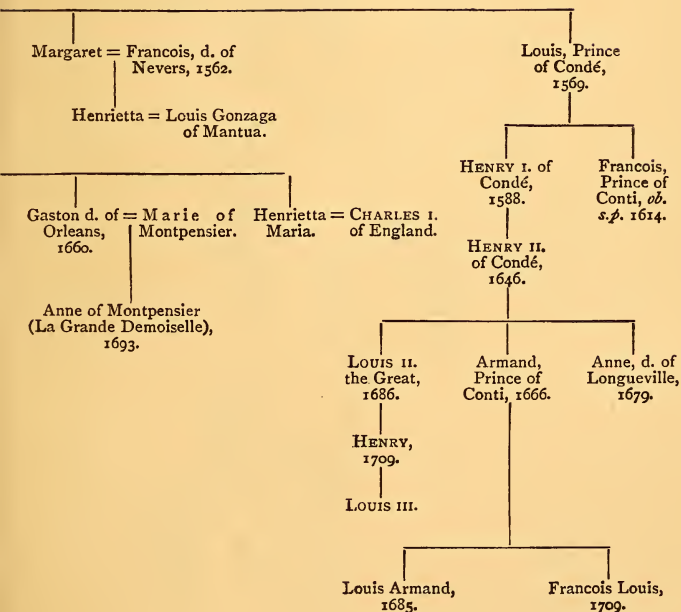 Margaret = Francois, d. of
Nevers, 1562.
Louis, Prince
of Condé,
1569.
Henrietta = Louis Gonzaga
of Mantua.
HENRY I. of
Condé,
1588.
Francois,
Prince of
Conti, ob.
s.p. 1614.
Gaston d. of = Marie of
Orleans, Montpensier.
1660.
Henrietta = CHARLES I.
Maria. of England.
HENRY II.
of Condé,
1646.
Anne of Montpensier
(La Grande Demoiselle),
1693.
LOUIS II.
the Great,
1686.
Armand,
Prince of
Conti, 1666.
Anne, d. of
Longueville,
1679.
HENRY,
1709.
LOUIS III.
Louis Armand,
1685.
Francois Louis,
1709.